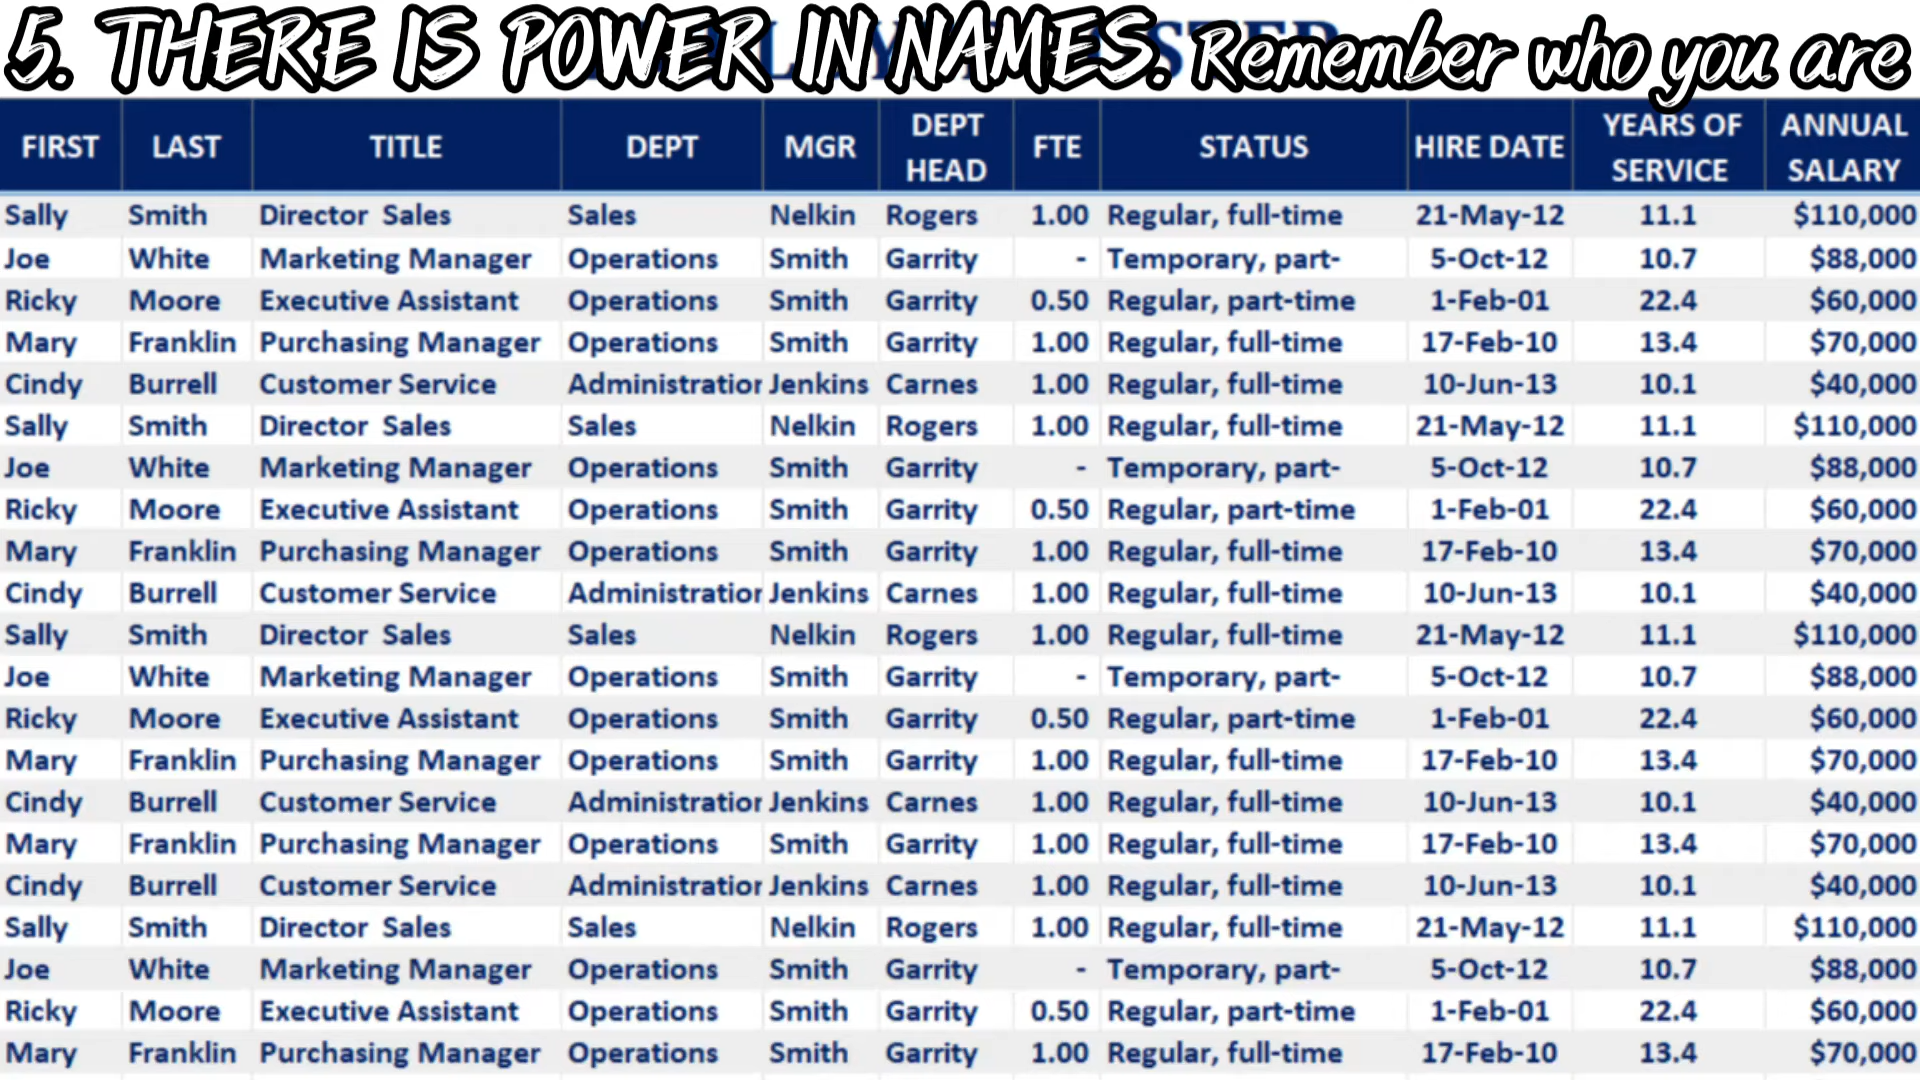 5. THERE IS POWER IN NAMES. Remember who you are
FIRST LAST TITLE DEPT MGR DEPT HEAD FTE STATUS HIRE DATE YEARS OF SERVICE ANNUAL SALARY
Sally Smith Director Sales Sales Nelkin Rogers 1.00 Regular, full-time 21-May-12 11.1 $110,000
Joe White Marketing Manager Operations Smith Garrity - Temporary, part- 5-Oct-12 10.7 $88,000
Ricky Moore Executive Assistant Operations Smith Garrity 0.50 Regular, part-time 1-Feb-01 22.4 $60,000
Mary Franklin Purchasing Manager Operations Smith Garrity 1.00 Regular, full-time 17-Feb-10 13.4 $70,000
Cindy Burrell Customer Service Administration Jenkins Carnes 1.00 Regular, full-time 10-Jun-13 10.1 $40,000
Sally Smith Director Sales Sales Nelkin Rogers 1.00 Regular, full-time 21-May-12 11.1 $110,000
Joe White Marketing Manager Operations Smith Garrity - Temporary, part- 5-Oct-12 10.7 $88,000
Ricky Moore Executive Assistant Operations Smith Garrity 0.50 Regular, part-time 1-Feb-01 22.4 $60,000
Mary Franklin Purchasing Manager Operations Smith Garrity 1.00 Regular, full-time 17-Feb-10 13.4 $70,000
Cindy Burrell Customer Service Administration Jenkins Carnes 1.00 Regular, full-time 10-Jun-13 10.1 $40,000
Sally Smith Director Sales Sales Nelkin Rogers 1.00 Regular, full-time 21-May-12 11.1 $110,000
Joe White Marketing Manager Operations Smith Garrity - Temporary, part- 5-Oct-12 10.7 $88,000
Ricky Moore Executive Assistant Operations Smith Garrity 0.50 Regular, part-time 1-Feb-01 22.4 $60,000
Mary Franklin Purchasing Manager Operations Smith Garrity 1.00 Regular, full-time 17-Feb-10 13.4 $70,000
Cindy Burrell Customer Service Administration Jenkins Carnes 1.00 Regular, full-time 10-Jun-13 10.1 $40,000
Mary Franklin Purchasing Manager Operations Smith Garrity 1.00 Regular, full-time 17-Feb-10 13.4 $70,000
Cindy Burrell Customer Service Administration Jenkins Carnes 1.00 Regular, full-time 10-Jun-13 10.1 $40,000
Sally Smith Director Sales Sales Nelkin Rogers 1.00 Regular, full-time 21-May-12 11.1 $110,000
Joe White Marketing Manager Operations Smith Garrity - Temporary, part- 5-Oct-12 10.7 $88,000
Ricky Moore Executive Assistant Operations Smith Garrity 0.50 Regular, part-time 1-Feb-01 22.4 $60,000
Mary Franklin Purchasing Manager Operations Smith Garrity 1.00 Regular, full-time 17-Feb-10 13.4 $70,000